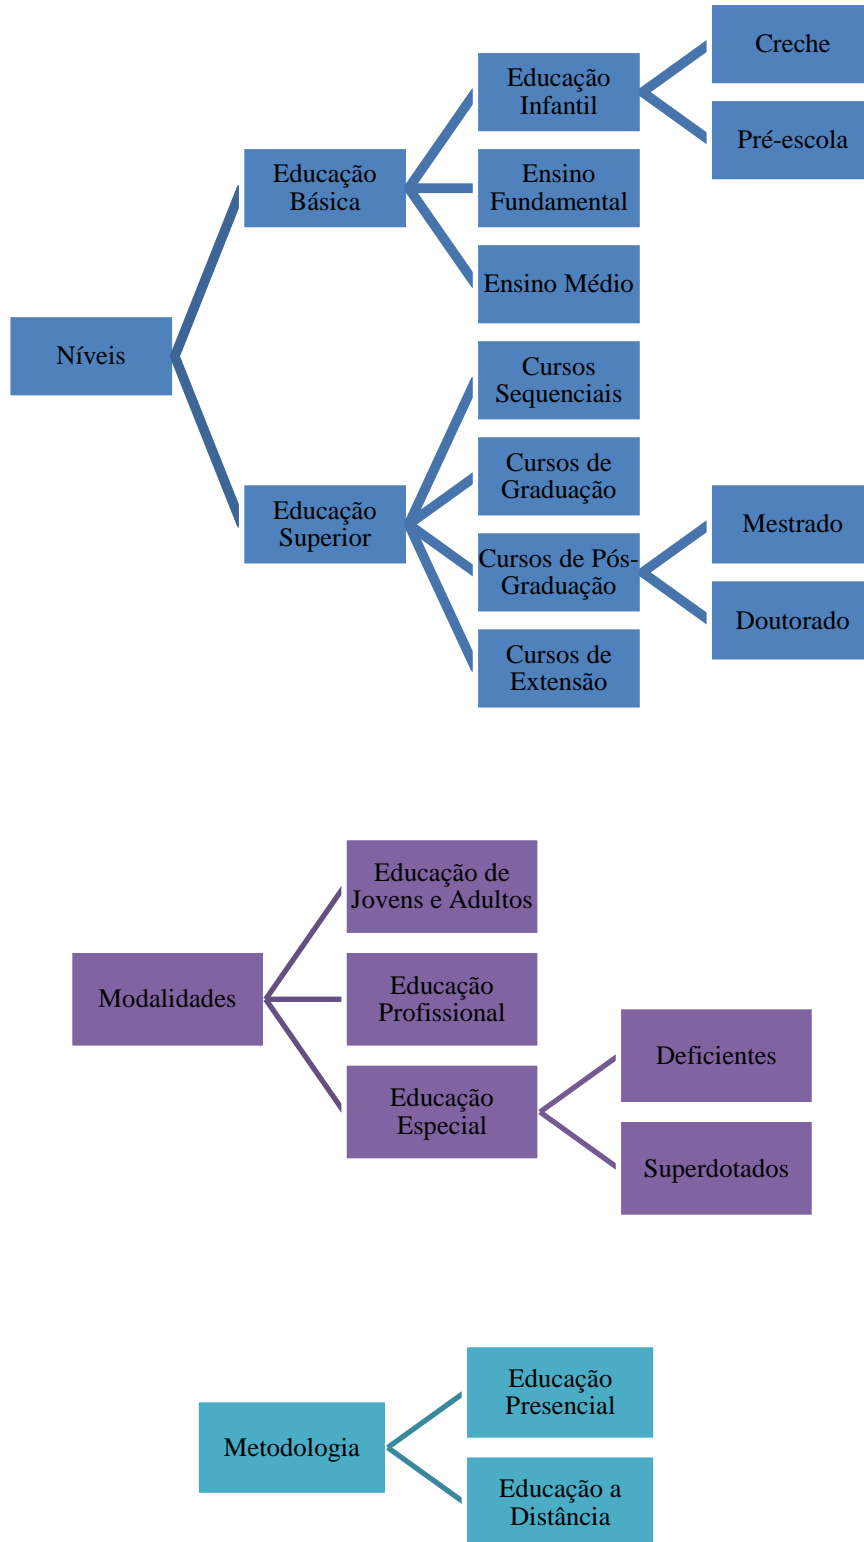 Níveis
Educação
Básica
Educação
Infantil
Creche
Pré-escola
Ensino
Fundamental
Ensino Médio
Educação
Superior
Cursos
Sequenciais
Cursos de
Graduação
Cursos de Pós-
Graduação
Mestrado
Doutorado
Cursos de
Extensão
Modalidades
Educação de
Jovens e Adultos
Educação
Profissional
Educação
Especial
Deficientes
Superdotados
Metodologia
Educação
Presencial
Educação a
Distância